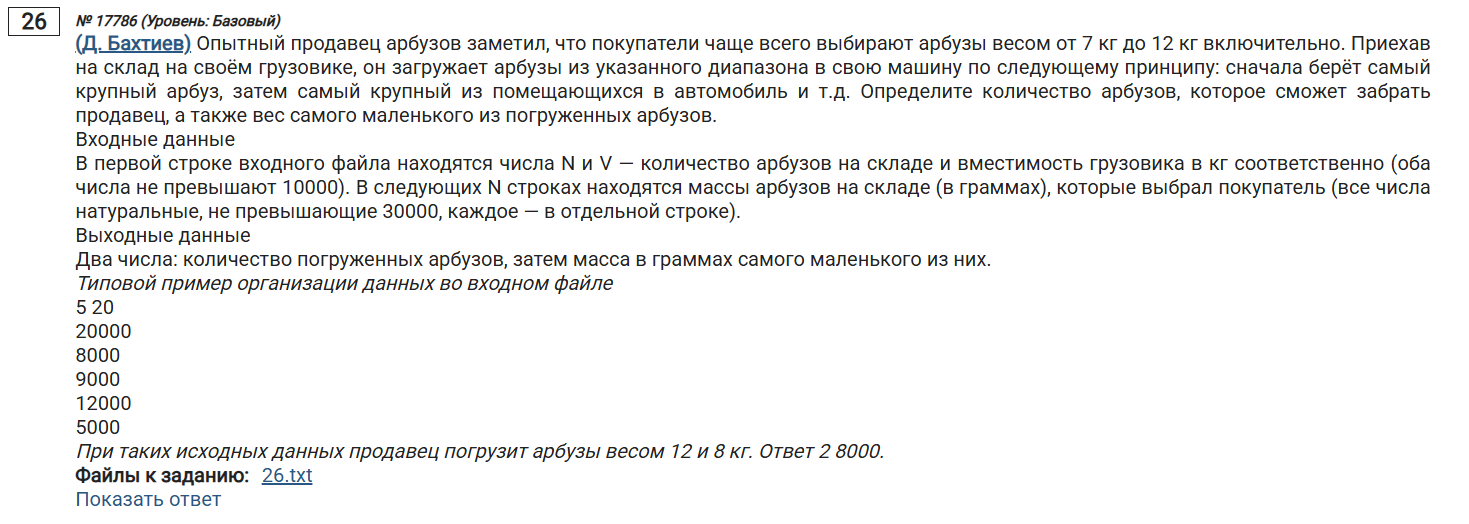 26
№ 17786 (Уровень: Базовый)
(Д. Бахтиев) Опытный продавец арбузов заметил, что покупатели чаще всего выбирают арбузы весом от 7 кг до 12 кг включительно. Приехав
на склад на своём грузовике, он загружает арбузы из указанного диапазона в свою машину по следующему принципу: сначала берёт самый
крупный арбуз, затем самый крупный из помещающихся в автомобиль и т.д. Определите количество арбузов, которое сможет забрать
продавец, а также вес самого маленького из погруженных арбузов.
Входные данные
В первой строке входного файла находятся числа N и V — количество арбузов на складе и вместимость грузовика в кг соответственно (оба
числа не превышают 10000). В следующих N строках находятся массы арбузов на складе (в граммах), которые выбрал покупатель (все числа
натуральные, не превышающие 30000, каждое — в отдельной строке).
Выходные данные
Два числа: количество погруженных арбузов, затем масса в граммах самого маленького из них.
Типовой пример организации данных во входном файле
5 20
20000
8000
9000
12000
5000
При таких исходных данных продавец погрузит арбузы весом 12 и 8 кг. Ответ 2 8000.
Файлы к заданию: 26.txt
Показать ответ